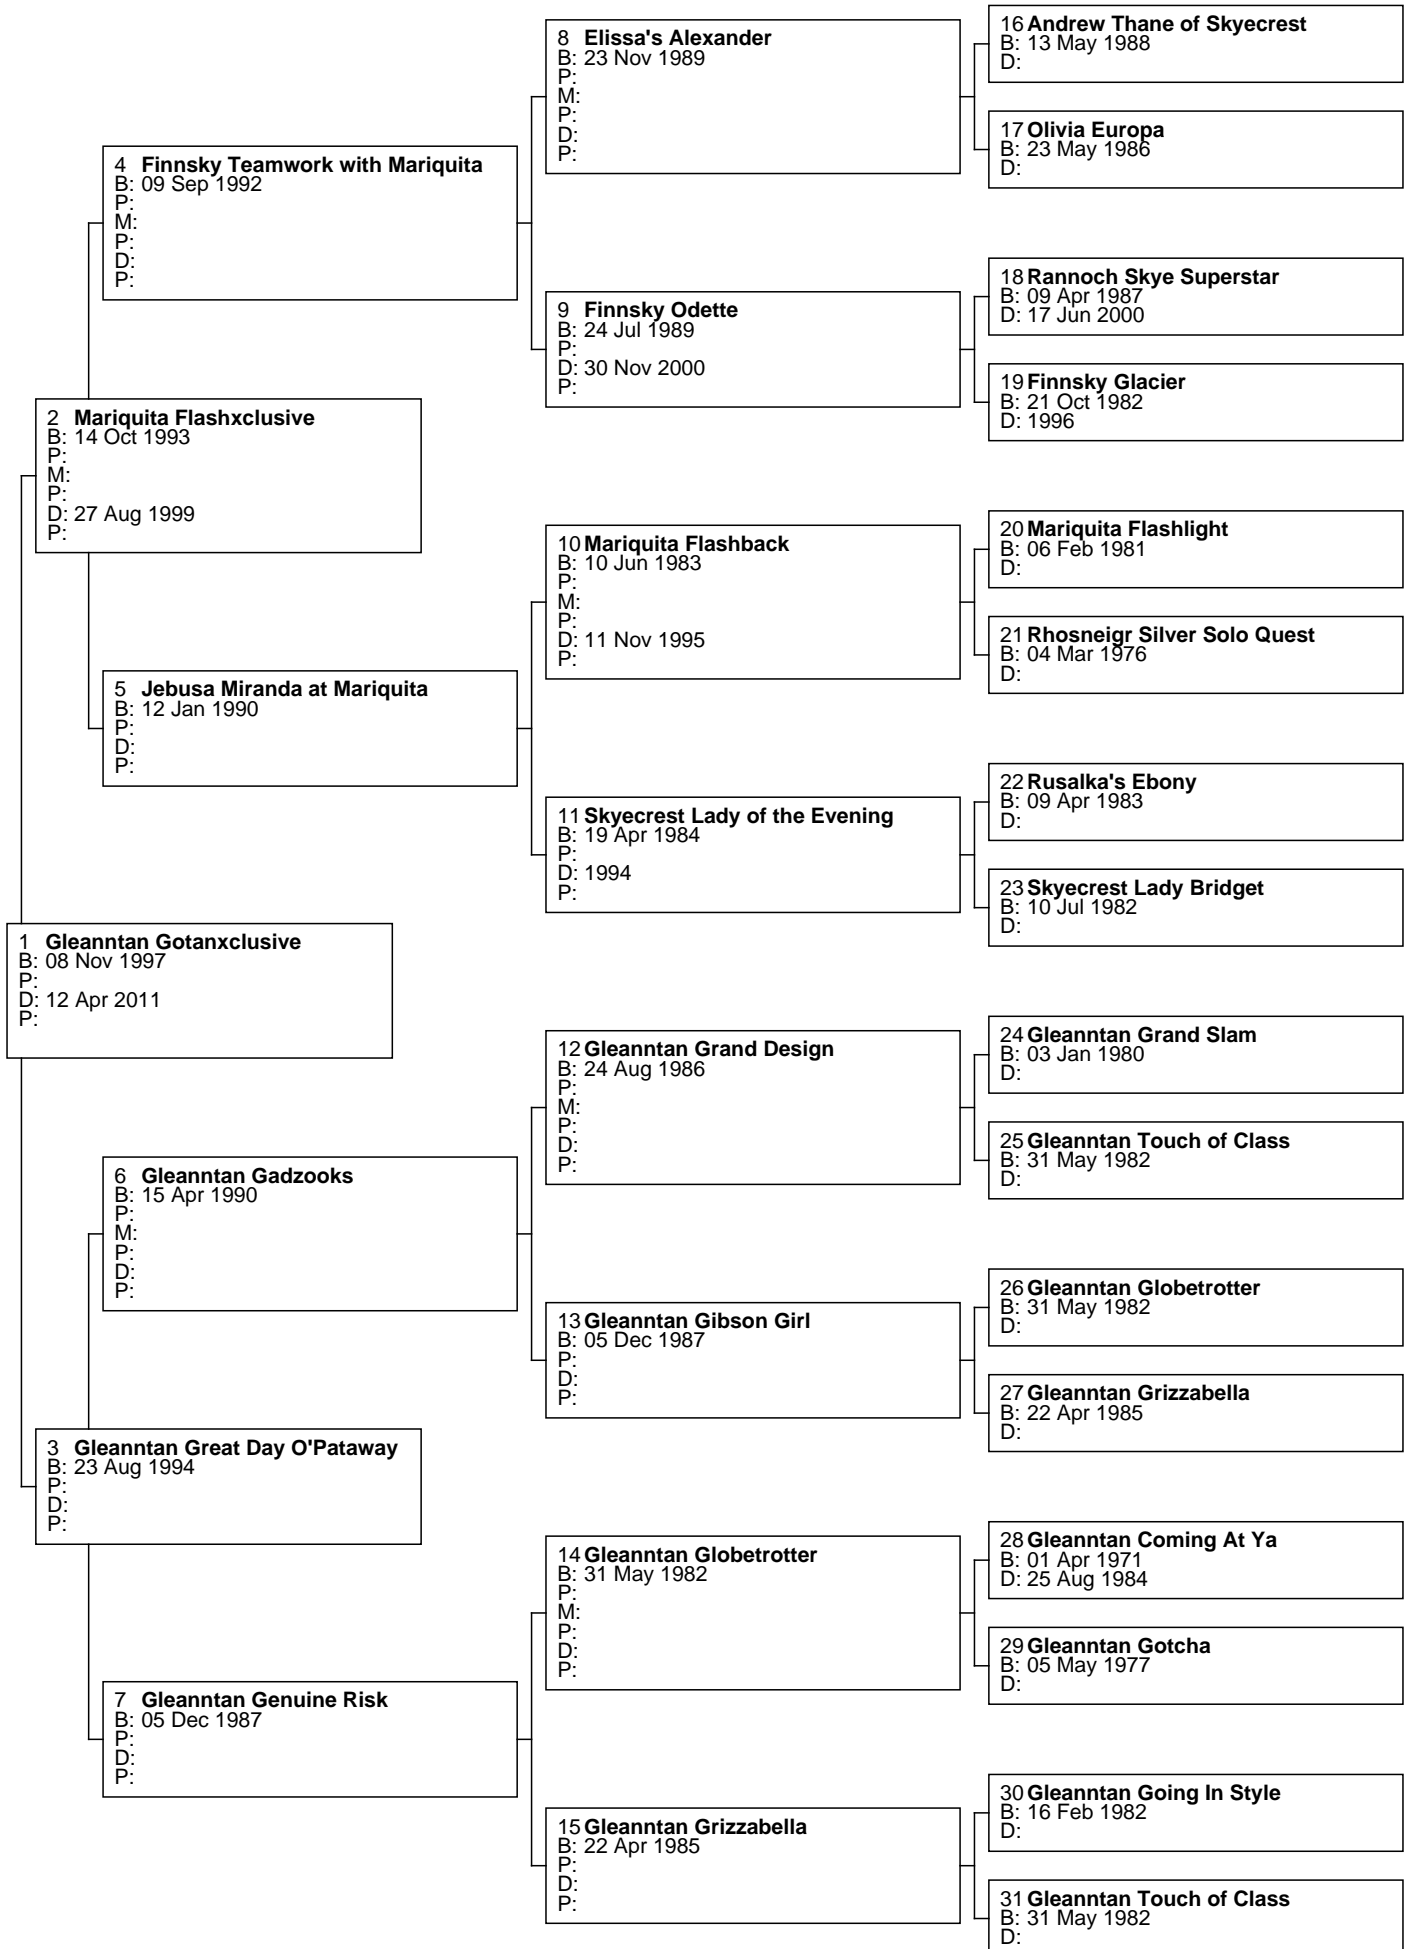 16 Andrew Thane of Skyecrest
B: 13 May 1988
D:
8 Elissa's Alexander
B: 23 Nov 1989
P:
M:
P:
D:
P:
17 Olivia Europa
B: 23 May 1986
D:
4 Finnsky Teamwork with Mariquita
B: 09 Sep 1992
P:
M:
P:
D:
P:
18 Rannoch Skye Superstar
B: 09 Apr 1987
D: 17 Jun 2000
9 Finnsky Odette
B: 24 Jul 1989
P:
D: 30 Nov 2000
P:
19 Finnsky Glacier
B: 21 Oct 1982
D: 1996
2 Mariquita Flashxclusive
B: 14 Oct 1993
P:
M:
P:
D: 27 Aug 1999
P:
20 Mariquita Flashlight
B: 06 Feb 1981
D:
10 Mariquita Flashback
B: 10 Jun 1983
P:
M:
P:
D: 11 Nov 1995
P:
21 Rhosneigr Silver Solo Quest
B: 04 Mar 1976
D:
5 Jebusa Miranda at Mariquita
B: 12 Jan 1990
P:
D:
P:
22 Rusalka's Ebony
B: 09 Apr 1983
D:
11 Skyecrest Lady of the Evening
B: 19 Apr 1984
P:
D: 1994
P:
23 Skyecrest Lady Bridget
B: 10 Jul 1982
D:
1 Gleanntan Gotanxclusive
B: 08 Nov 1997
P:
D: 12 Apr 2011
P:
24 Gleanntan Grand Slam
B: 03 Jan 1980
D:
12 Gleanntan Grand Design
B: 24 Aug 1986
P:
M:
P:
D:
P:
25 Gleanntan Touch of Class
B: 31 May 1982
D:
6 Gleanntan Gadzooks
B: 15 Apr 1990
P:
M:
P:
D:
P:
26 Gleanntan Globetrotter
B: 31 May 1982
D:
13 Gleanntan Gibson Girl
B: 05 Dec 1987
P:
D:
P:
27 Gleanntan Grizzabella
B: 22 Apr 1985
D:
3 Gleanntan Great Day O'Pataway
B: 23 Aug 1994
P:
D:
P:
28 Gleanntan Coming At Ya
B: 01 Apr 1971
D: 25 Aug 1984
14 Gleanntan Globetrotter
B: 31 May 1982
P:
M:
P:
D:
P:
29 Gleanntan Gotcha
B: 05 May 1977
D:
7 Gleanntan Genuine Risk
B: 05 Dec 1987
P:
D:
P:
30 Gleanntan Going In Style
B: 16 Feb 1982
D:
15 Gleanntan Grizzabella
B: 22 Apr 1985
P:
D:
P:
31 Gleanntan Touch of Class
B: 31 May 1982
D: